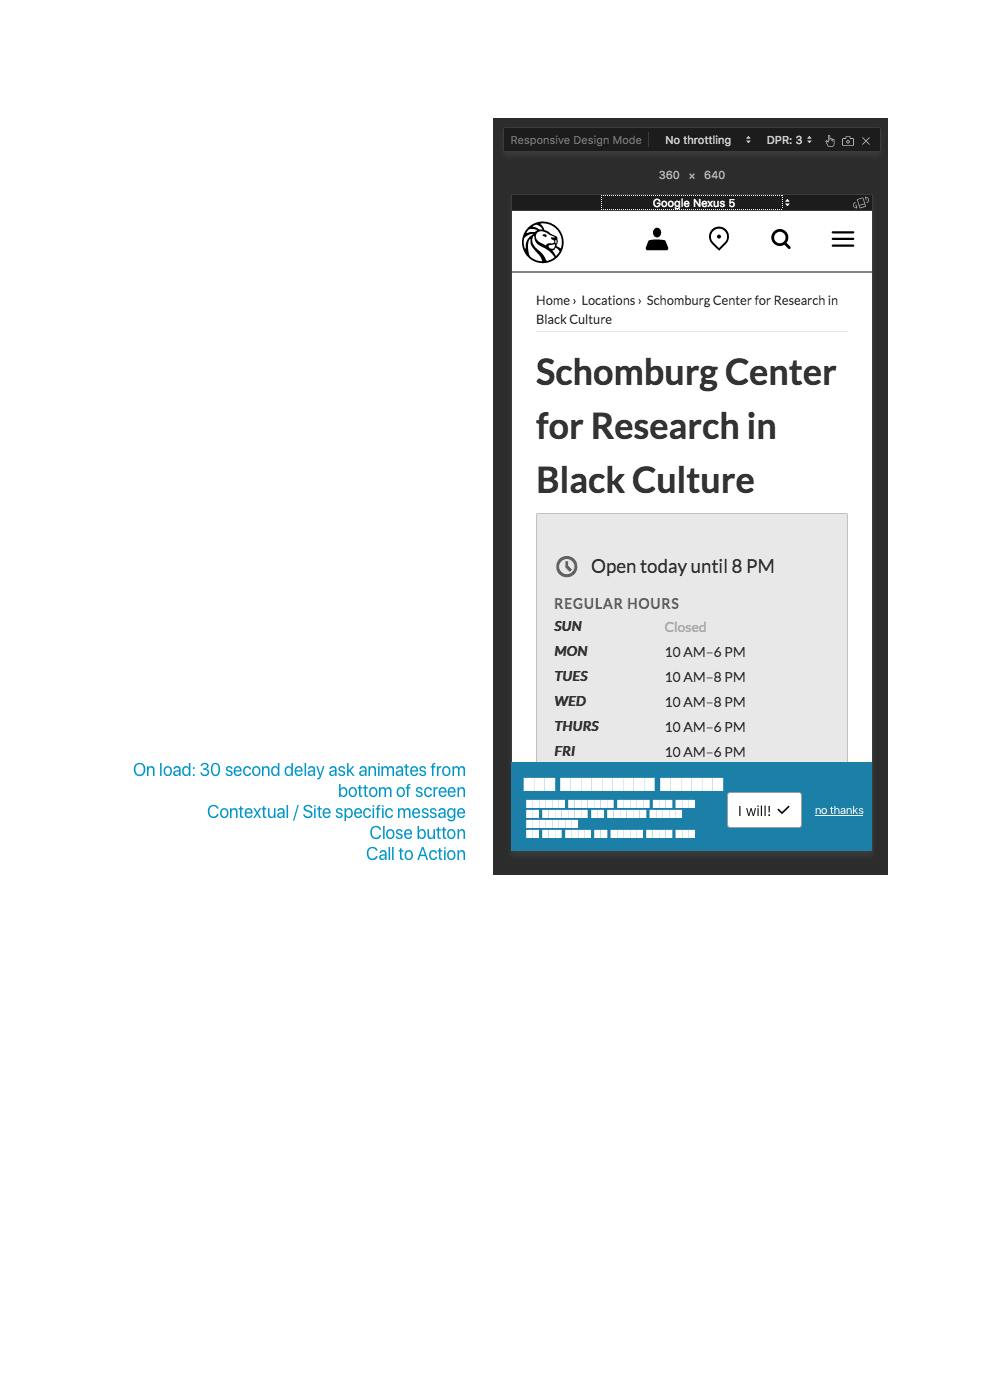 Responsive Design Mode No throttling DPR: 3
360 × 640
Google Nexus 5
Home › Locations › Schomburg Center for Research in
Black Culture
Schomburg Center
for Research in
Black Culture
Open today until 8 PM
REGULAR HOURS
SUN Closed
MON 10 AM–6 PM
TUES 10 AM–8 PM
WED 10 AM–8 PM
THURS 10 AM–6 PM
FRI 10 AM–6 PM
On load: 30 second delay ask animates from
bottom of screen
Contextual / Site specific message
Close button
Call to Action
I will!
no thanks